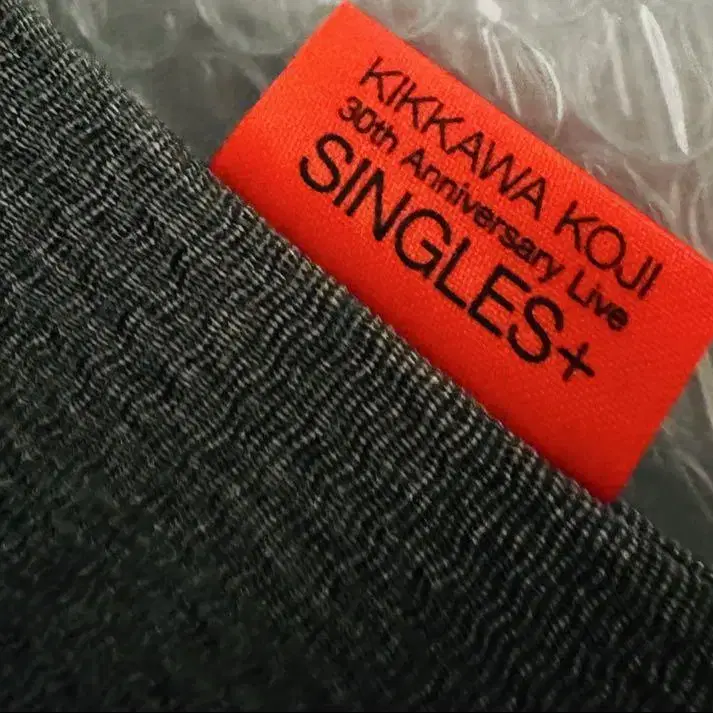 KIKKAWA KOJI
30th Anniversary Live
SINGLES+